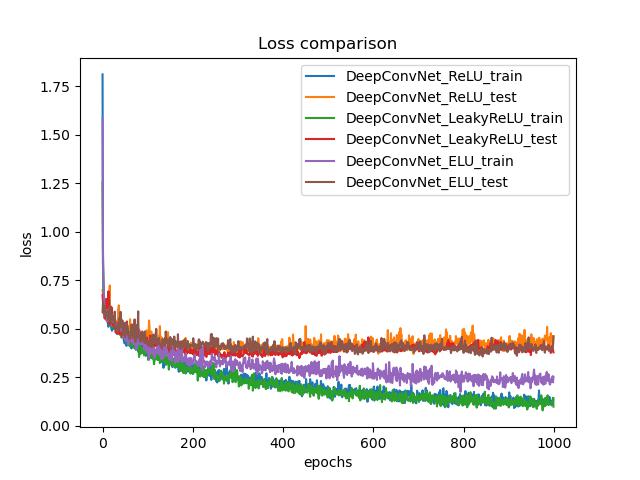 Loss comparison
DeepConvNet_ReLU_train
DeepConvNet_ReLU_test
DeepConvNet_LeakyReLU_train
DeepConvNet_LeakyReLU_test
DeepConvNet_ELU_train
DeepConvNet_ELU_test
1.75
1.50
1.25
1.00
0.75
0.50
0.25
0.00
loss
0 200 400 600 800 1000
epochs